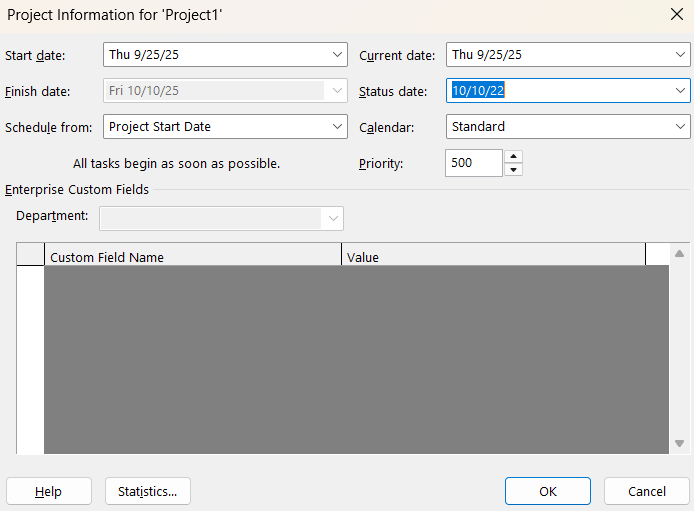 Project Information for 'Project1'
Start date: Thu 9/25/25 Current date: Thu 9/25/25
Finish date: Fri 10/10/25 Status date: 10/10/22
Schedule from: Project Start Date Calendar: Standard
All tasks begin as soon as possible. Priority: 500
Enterprise Custom Fields
Department:
Custom Field Name Value
Help Statistics... OK Cancel